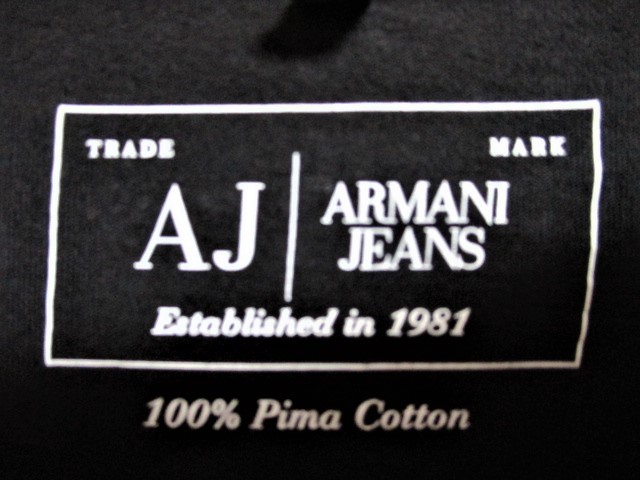 TRADE MARK
AJ ARMANI
JEANS
Established in 1981
100% Pima Cotton